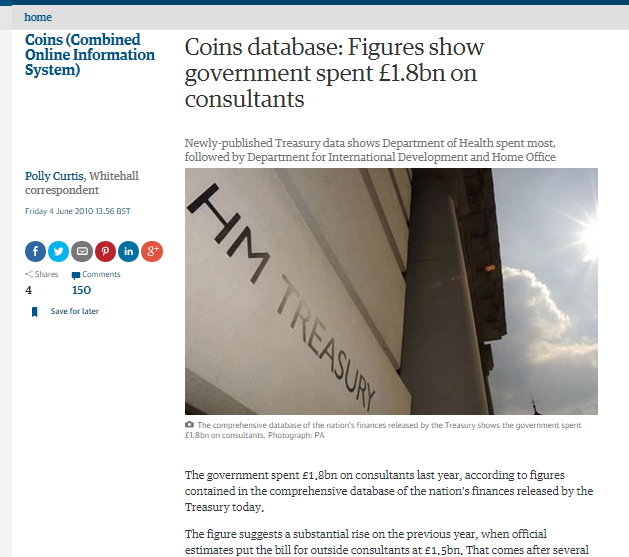 home
Coins (Combined
Online Information
System)
Coins database: Figures show
government spent £1.8bn on
consultants
Newly-published Treasury data shows Department of Health spent most,
followed by Department for International Development and Home Office
Polly Curtis, Whitehall
correspondent
Friday 4 June 2010 13.56 BST
f
in
g+
Shares
Comments
4
150
Save for later
HM TREASURY
The comprehensive database of the nation's finances released by the Treasury shows the government spent
£1.8bn on consultants. Photograph: PA
The government spent £1.8bn on consultants last year, according to figures
contained in the comprehensive database of the nation's finances released by the
Treasury today.
The figure suggests a substantial rise on the previous year, when official
estimates put the bill for outside consultants at £1.5bn. That comes after several